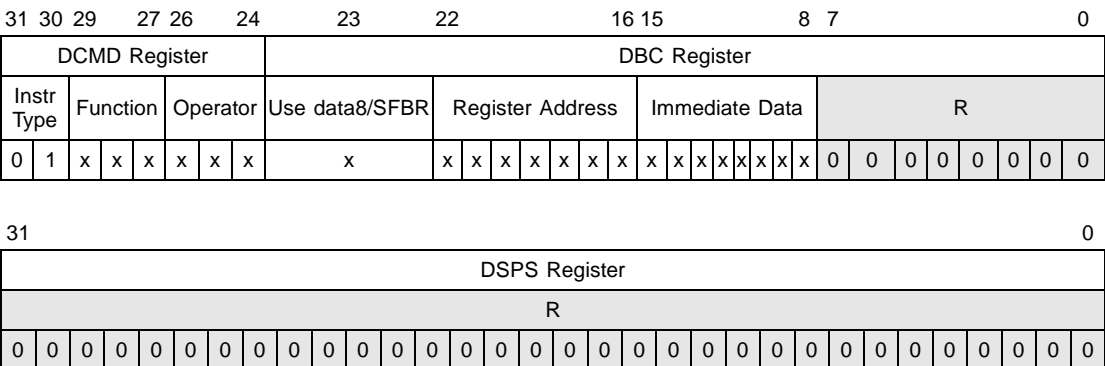 31 30 29 27 26 24 23 22 16 15 8 7 0
DCMD Register DBC Register
Instr Type Function Operator Use data8/SFBR Register Address Immediate Data R
0 1 x x x x x x x x x x x x x x x x x x x x x x 0 0 0 0 0 0 0 0
31 0
DSPS Register
R
0 0 0 0 0 0 0 0 0 0 0 0 0 0 0 0 0 0 0 0 0 0 0 0 0 0 0 0 0 0 0 0